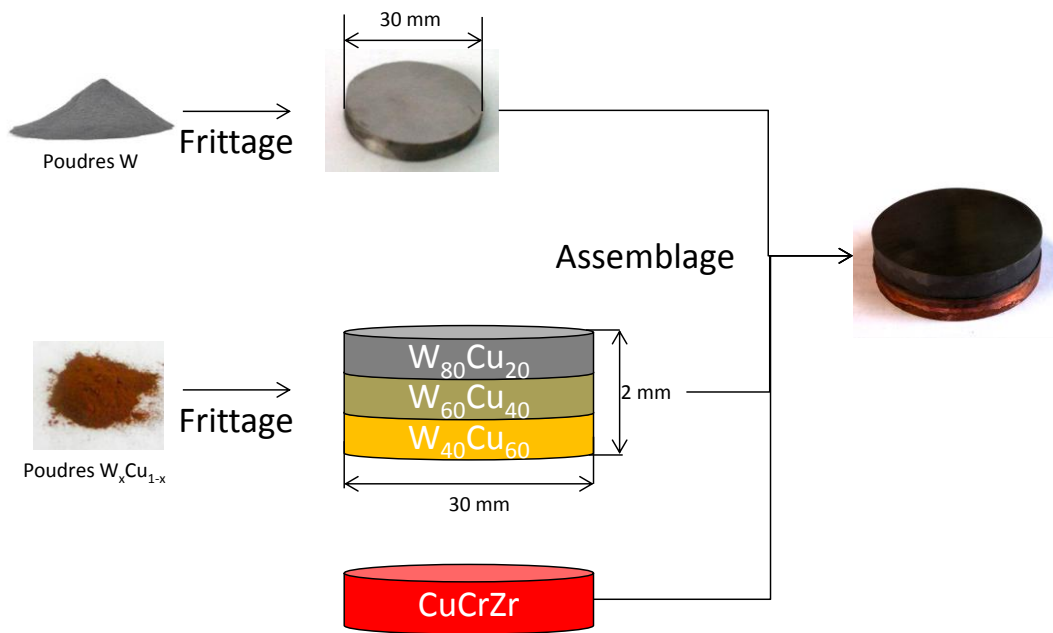 30 mm
Frittage
Poudres W
Assemblage
W₈₀Cu₂₀
W₆₀Cu₄₀
W₄₀Cu₆₀
2 mm
Frittage
Poudres WₓCu₁₋ₓ
30 mm
CuCrZr